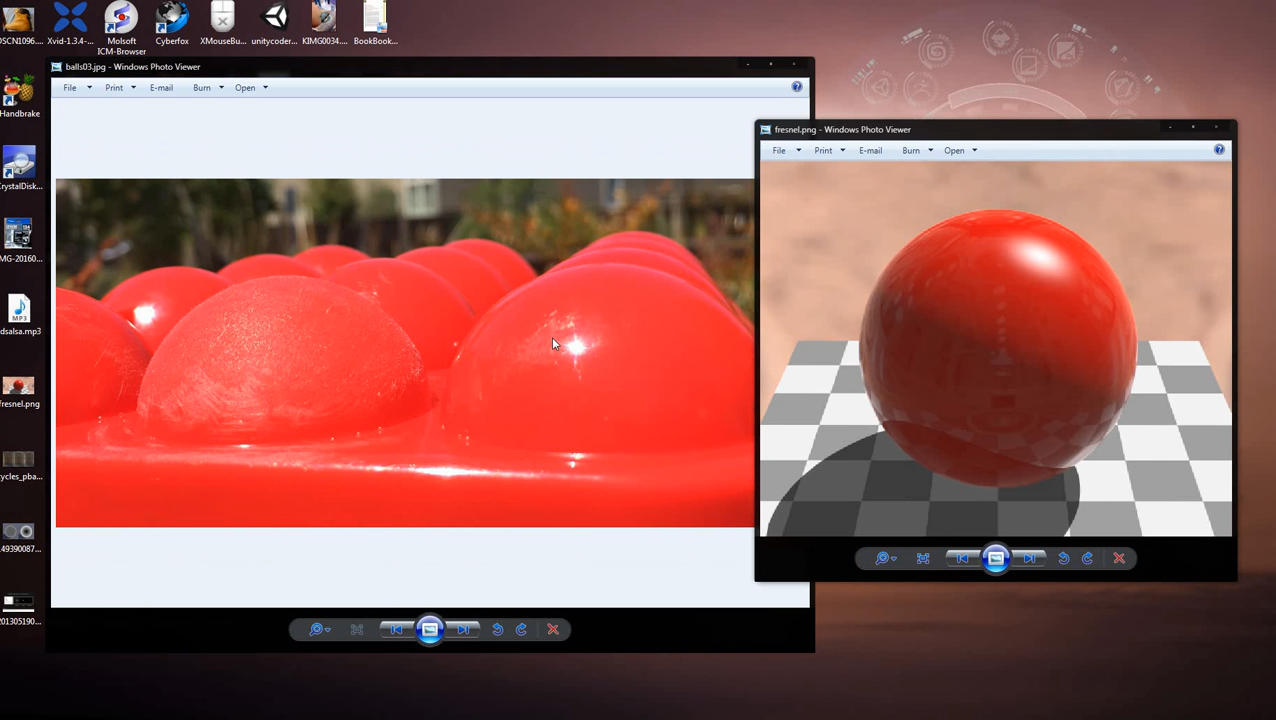 DSCN1096....
Xvid-1.3.4-...
Molsoft
ICM-Browser
Cyberfox
XMouseBu...
unitycoder...
KIMG0034....
BookBook...
balls03.jpg - Windows Photo Viewer
File Print E-mail Burn Open
Handbrake
CrystalDisk...
MG-20160...
dsalsa.mp3
fresnel.png
ycles_pba...
149390087...
201305190...
fresnel.png - Windows Photo Viewer
File Print E-mail Burn Open
MP3